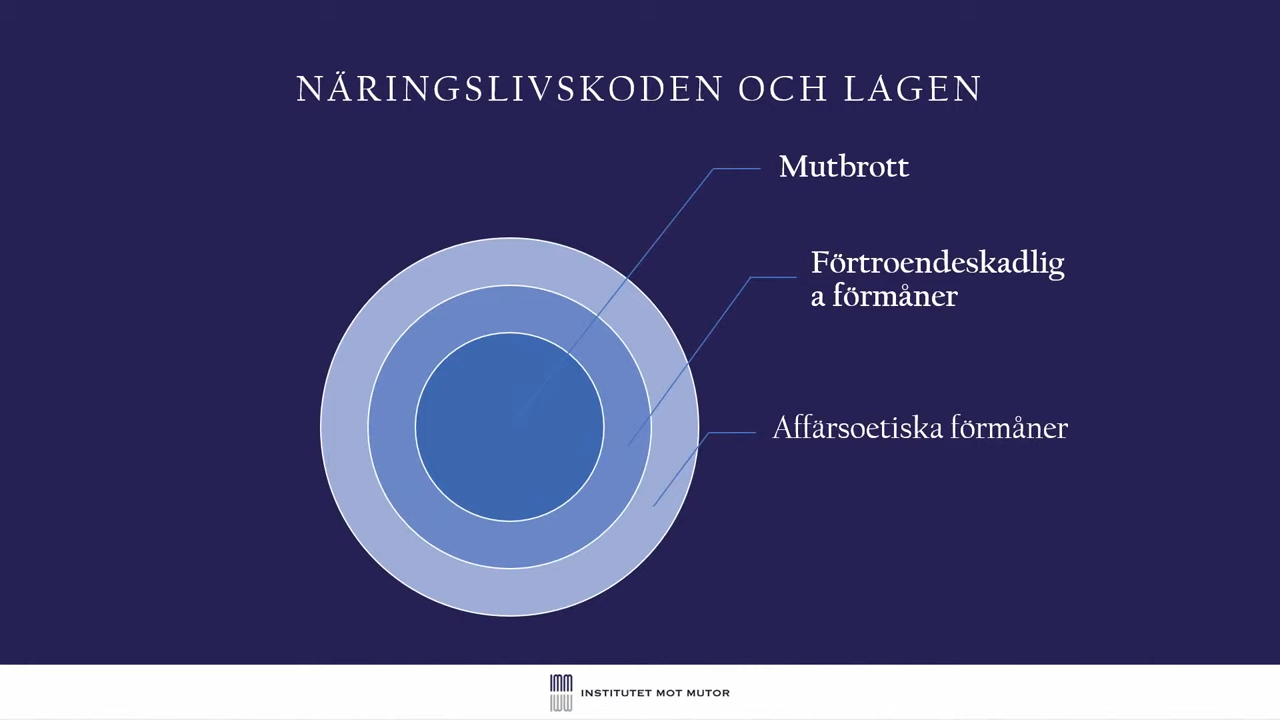 NÄRINGSLIVSKODEN OCH LAGEN
Mutbrott
Förtroendeskadlig
a förmåner
Affärsoetiska förmåner
IMM INSTITUTET MOT MUTOR